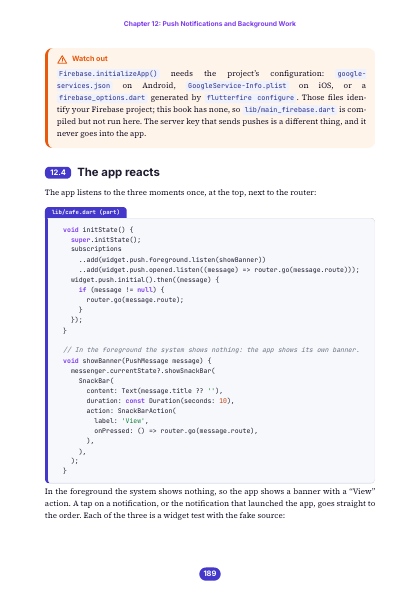 Chapter 12: Push Notifications and Background Work
Watch out
Firebase.initializeApp() needs the project's configuration: google-
services.json on Android, GoogleService-Info.plist on iOS, or a
firebase_options.dart generated by flutterfire configure. Those files iden-
tify your Firebase project; this book has none, so lib/main_firebase.dart is com-
piled but not run here. The server key that sends pushes is a different thing, and it
never goes into the app.
12.4 The app reacts
The app listens to the three moments once, at the top, next to the router:
lib/cafe.dart (part)
void initState() {
super.initState();
subscriptions
..add(widget.push.foreground.listen(showBanner))
..add(widget.push.opened.listen((message) => router.go(message.route)));
widget.push.initial().then((message) {
if (message != null) {
router.go(message.route);
}
});
}
// In the foreground the system shows nothing: the app shows its own banner.
void showBanner(PushMessage message) {
messenger.currentState?.showSnackBar(
SnackBar(
content: Text(message.title ?? ''),
duration: const Duration(seconds: 10),
action: SnackBarAction(
label: 'View',
onPressed: () => router.go(message.route),
),
),
);
}
In the foreground the system shows nothing, so the app shows a banner with a “View”
action. A tap on a notification, or the notification that launched the app, goes straight to
the order. Each of the three is a widget test with the fake source:
189